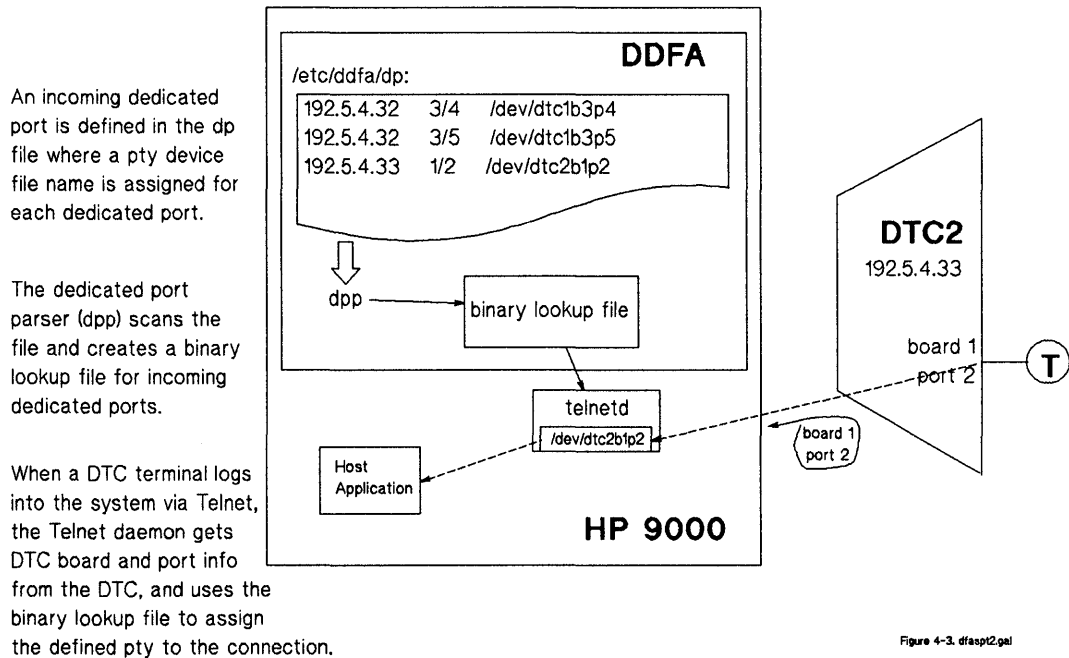 An incoming dedicated
port is defined in the dp
file where a pty device
file name is assigned for
each dedicated port.
The dedicated port
parser (dpp) scans the
file and creates a binary
lookup file for incoming
dedicated ports.
When a DTC terminal logs
into the system via Telnet,
the Telnet daemon gets
DTC board and port info
from the DTC, and uses the
binary lookup file to assign
the defined pty to the connection.
DDFA
/etc/ddfa/dp:
192.5.4.32 3/4 /dev/dtc1b3p4
192.5.4.32 3/5 /dev/dtc1b3p5
192.5.4.33 1/2 /dev/dtc2b1p2
dpp
binary lookup file
telnetd
/dev/dtc2b1p2
Host
Application
HP 9000
DTC2
192.5.4.33
board 1
port 2
T
board 1
port 2
Figure 4-3. dfaspt2.gal